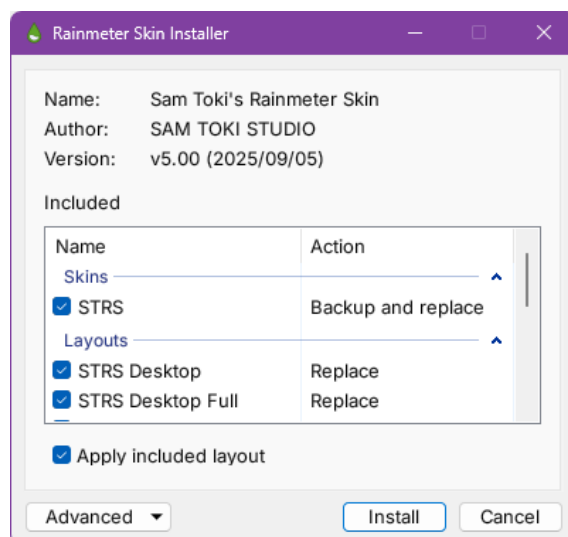 Rainmeter Skin Installer
Name: Sam Toki's Rainmeter Skin
Author: SAM TOKI STUDIO
Version: v5.00 (2025/09/05)
Included
Name Action
Skins
STRS Backup and replace
Layouts
STRS Desktop Replace
STRS Desktop Full Replace
Apply included layout
Advanced Install Cancel